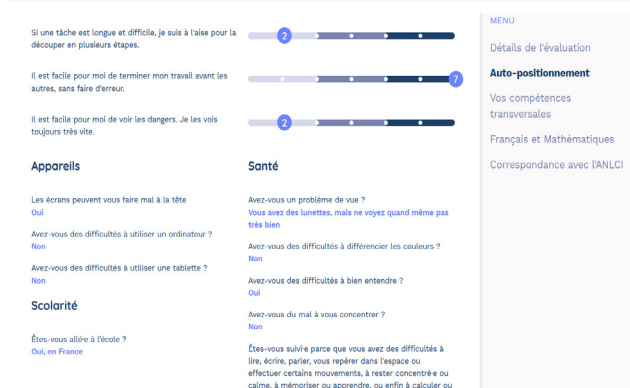 Si une tâche est longue et difficile, je suis à l'aise pour la
découper en plusieurs étapes.
2
Il est facile pour moi de terminer mon travail avant les
autres, sans faire d'erreur.
7
Il est facile pour moi de voir les dangers. Je les vois
toujours très vite.
2
Appareils
Les écrans peuvent vous faire mal à la tête
Oui
Avez-vous des difficultés à utiliser un ordinateur ?
Non
Avez-vous des difficultés à utiliser une tablette ?
Non
Scolarité
Êtes-vous allé·e à l'école ?
Oui, en France
Santé
Avez-vous un problème de vue ?
Vous avez des lunettes, mais ne voyez quand même pas
très bien
Avez-vous des difficultés à différencier les couleurs ?
Non
Avez-vous des difficultés à bien entendre ?
Oui
Avez-vous du mal à vous concentrer ?
Non
Êtes-vous suivi·e parce que vous avez des difficultés à
lire, écrire, parler, vous repérer dans l'espace ou
effectuer certains mouvements, à rester concentré·e ou
calme, à mémoriser ou apprendre, ou enfin à calculer ou
MENU
Détails de l'évaluation
Auto-positionnement
Vos compétences
transversales
Français et Mathématiques
Correspondance avec l'ANLCI